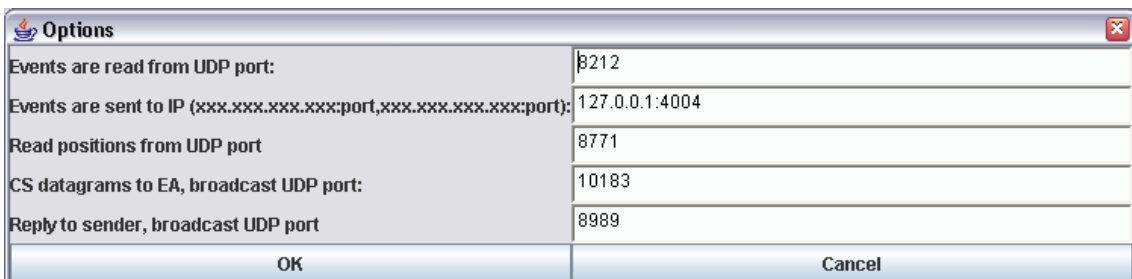 Options
Events are read from UDP port: 8212
Events are sent to IP (xxx.xxx.xxx.xxx:port,xxx.xxx.xxx.xxx:port): 127.0.0.1:4004
Read positions from UDP port 8771
CS datagrams to EA, broadcast UDP port: 10183
Reply to sender, broadcast UDP port 8989
OK Cancel